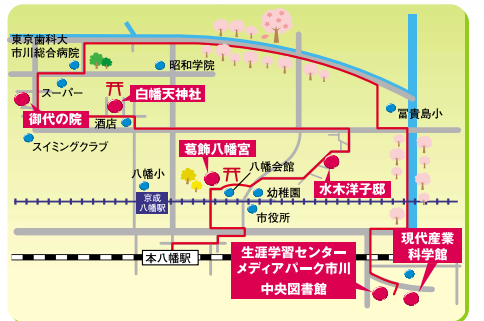 東京歯科大
市川総合病院
昭和学院
スーパー
白幡天神社
冨貴島小
御代の院
酒店
スイミングクラブ
葛飾八幡宮
八幡小
八幡会館
水木洋子邸
幼稚園
京成
八幡駅
市役所
現代産業
科学館
生涯学習センター
メディアパーク市川
中央図書館
本八幡駅